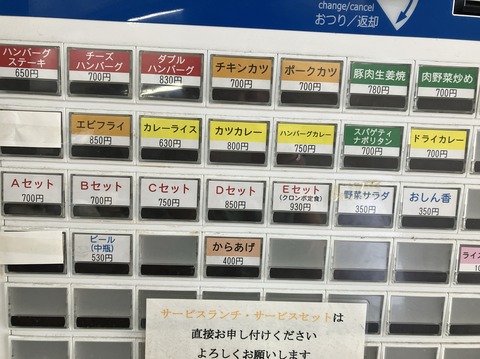 change/cancel
おつり/返却
ハンバーグ
ステーキ
650円
チーズ
ハンバーグ
700円
ダブル
ハンバーグ
830円
チキンカツ
700円
ポークカツ
700円
豚肉生姜焼
780円
肉野菜炒め
700円
エビフライ
850円
カレーライス
630円
カツカレー
800円
ハンバーグカレー
750円
スパゲティ
ナポリタン
700円
ドライカレー
700円
Aセット
700円
Bセット
700円
Cセット
750円
Dセット
850円
Eセット
(クロンボ定食)
930円
野菜サラダ
350円
おしん香
350円
ビール
(中瓶)
530円
からあげ
400円
ライス
サービスランチ・サービスセットは
直接お申し付けください
よろしくお願いします